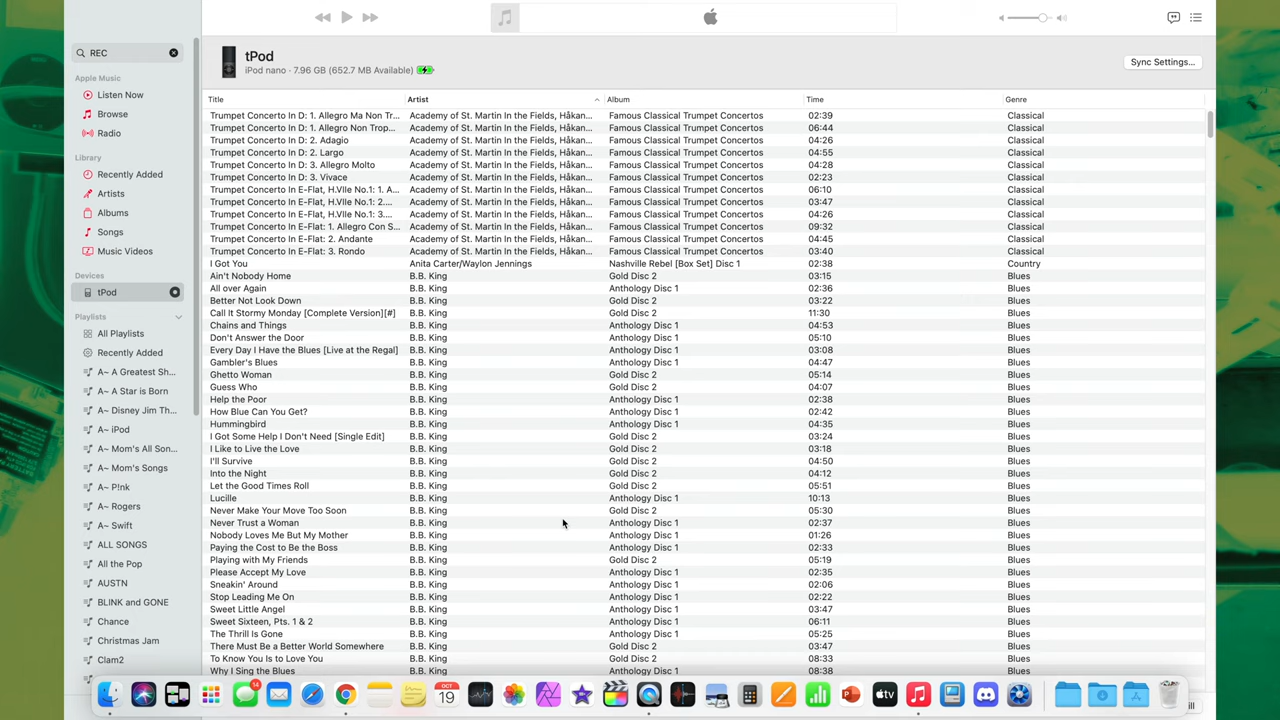 REC
Apple Music
Listen Now
Browse
Radio
Library
Recently Added
Artists
Albums
Songs
Music Videos
Devices
tPod
Playlists
All Playlists
Recently Added
A~ A Greatest Sh...
A~ A Star is Born
A~ Disney Jim Th...
A~ iPod
A~ Mom's All Son...
A~ Mom's Songs
A~ P!nk
A~ Rogers
A~ Swift
ALL SONGS
All the Pop
AUSTN
BLINK and GONE
Chance
Christmas Jam
Clam2
tPod
iPod nano · 7.96 GB (652.7 MB Available)
Sync Settings...
Title Artist Album Time Genre
Trumpet Concerto In D: 1. Allegro Ma Non Tr... Academy of St. Martin In the Fields, Håkan... Famous Classical Trumpet Concertos 02:39 Classical
Trumpet Concerto In D: 1. Allegro Non Trop... Academy of St. Martin In the Fields, Håkan... Famous Classical Trumpet Concertos 06:44 Classical
Trumpet Concerto In D: 2. Adagio Academy of St. Martin In the Fields, Håkan... Famous Classical Trumpet Concertos 04:26 Classical
Trumpet Concerto In D: 2. Largo Academy of St. Martin In the Fields, Håkan... Famous Classical Trumpet Concertos 04:55 Classical
Trumpet Concerto In D: 3. Allegro Molto Academy of St. Martin In the Fields, Håkan... Famous Classical Trumpet Concertos 04:28 Classical
Trumpet Concerto In D: 3. Vivace Academy of St. Martin In the Fields, Håkan... Famous Classical Trumpet Concertos 02:23 Classical
Trumpet Concerto In E-Flat, H.VIIe No.1: 1. A... Academy of St. Martin In the Fields, Håkan... Famous Classical Trumpet Concertos 06:10 Classical
Trumpet Concerto In E-Flat, H.VIIe No.1: 2.... Academy of St. Martin In the Fields, Håkan... Famous Classical Trumpet Concertos 03:47 Classical
Trumpet Concerto In E-Flat, H.VIIe No.1: 3.... Academy of St. Martin In the Fields, Håkan... Famous Classical Trumpet Concertos 04:26 Classical
Trumpet Concerto In E-Flat: 1. Allegro Con S... Academy of St. Martin In the Fields, Håkan... Famous Classical Trumpet Concertos 09:32 Classical
Trumpet Concerto In E-Flat: 2. Andante Academy of St. Martin In the Fields, Håkan... Famous Classical Trumpet Concertos 04:45 Classical
Trumpet Concerto In E-Flat: 3. Rondo Academy of St. Martin In the Fields, Håkan... Famous Classical Trumpet Concertos 03:40 Classical
I Got You Anita Carter/Waylon Jennings Nashville Rebel [Box Set] Disc 1 02:38 Country
Ain't Nobody Home B.B. King Gold Disc 2 03:15 Blues
All over Again B.B. King Anthology Disc 1 02:36 Blues
Better Not Look Down B.B. King Gold Disc 2 03:22 Blues
Call It Stormy Monday [Complete Version][#] B.B. King Gold Disc 2 11:30 Blues
Chains and Things B.B. King Anthology Disc 1 04:53 Blues
Don't Answer the Door B.B. King Anthology Disc 1 05:10 Blues
Every Day I Have the Blues [Live at the Regal] B.B. King Anthology Disc 1 03:08 Blues
Gambler's Blues B.B. King Anthology Disc 1 04:47 Blues
Ghetto Woman B.B. King Gold Disc 2 05:14 Blues
Guess Who B.B. King Gold Disc 2 04:07 Blues
Help the Poor B.B. King Anthology Disc 1 02:38 Blues
How Blue Can You Get? B.B. King Anthology Disc 1 02:42 Blues
Hummingbird B.B. King Anthology Disc 1 04:35 Blues
I Got Some Help I Don't Need [Single Edit] B.B. King Gold Disc 2 03:24 Blues
I Like to Live the Love B.B. King Gold Disc 2 03:18 Blues
I'll Survive B.B. King Gold Disc 2 04:50 Blues
Into the Night B.B. King Gold Disc 2 04:12 Blues
Let the Good Times Roll B.B. King Gold Disc 2 05:51 Blues
Lucille B.B. King Anthology Disc 1 10:13 Blues
Never Make Your Move Too Soon B.B. King Gold Disc 2 05:30 Blues
Never Trust a Woman B.B. King Anthology Disc 1 02:37 Blues
Nobody Loves Me But My Mother B.B. King Anthology Disc 1 01:26 Blues
Paying the Cost to Be the Boss B.B. King Anthology Disc 1 02:33 Blues
Playing with My Friends B.B. King Gold Disc 2 05:19 Blues
Please Accept My Love B.B. King Anthology Disc 1 02:35 Blues
Sneakin' Around B.B. King Anthology Disc 1 02:06 Blues
Stop Leading Me On B.B. King Anthology Disc 1 02:22 Blues
Sweet Little Angel B.B. King Anthology Disc 1 03:47 Blues
Sweet Sixteen, Pts. 1 & 2 B.B. King Anthology Disc 1 06:11 Blues
The Thrill Is Gone B.B. King Anthology Disc 1 05:25 Blues
There Must Be a Better World Somewhere B.B. King Gold Disc 2 03:47 Blues
To Know You Is to Love You B.B. King Gold Disc 2 08:33 Blues
Why I Sing the Blues B.B. King Anthology Disc 1 08:38 Blues
OCT
19